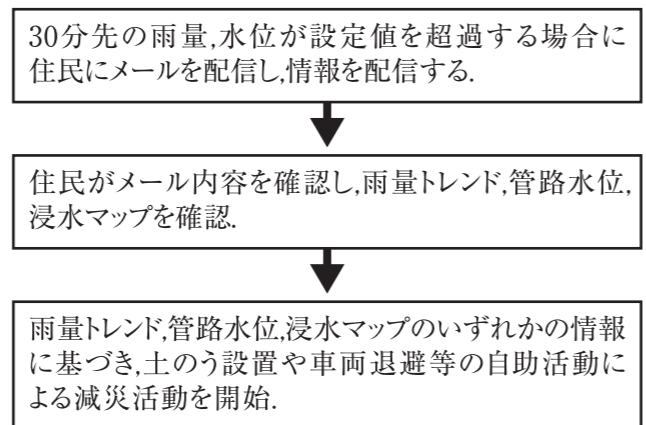 30分先の雨量,水位が設定値を超過する場合に
住民にメールを配信し,情報を配信する.
住民がメール内容を確認し,雨量トレンド,管路水位,
浸水マップを確認.
雨量トレンド,管路水位,浸水マップのいずれかの情報
に基づき,土のう設置や車両退避等の自助活動に
よる減災活動を開始.